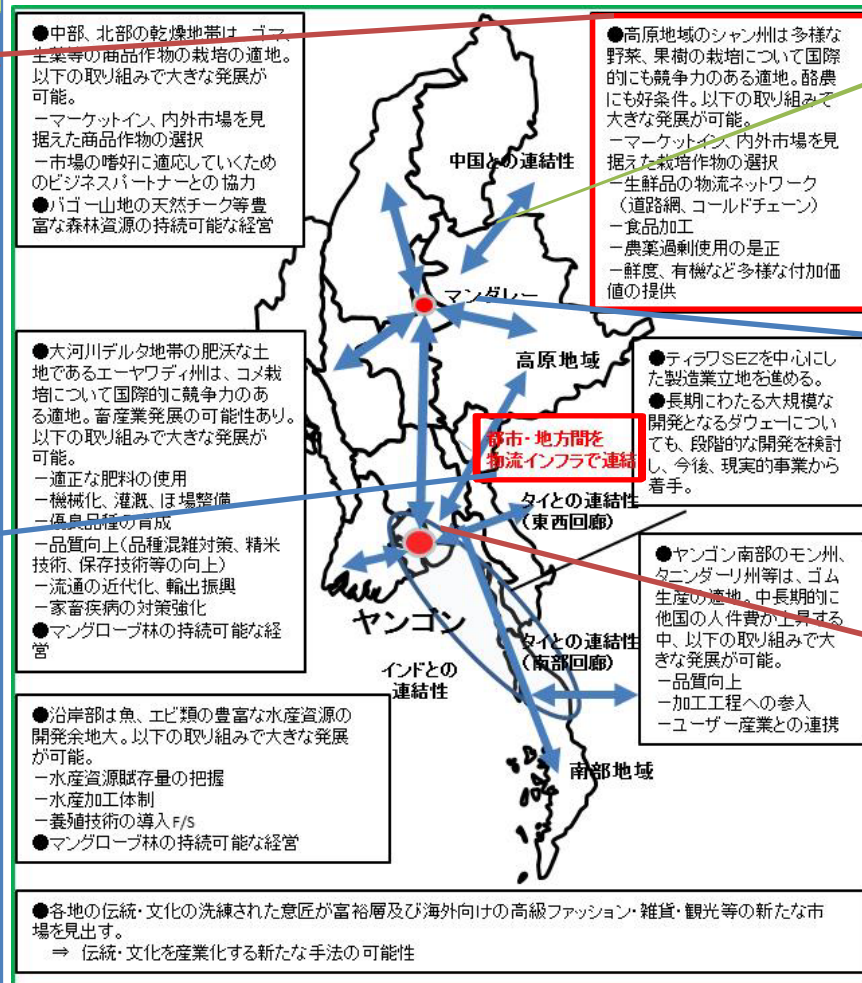 ●中部、北部の乾燥地帯は、ゴマ、
生薬等の商品作物の栽培の適地。
以下の取り組みで大きな発展が
可能。
－マーケットイン、内外市場を見
据えた商品作物の選択
－市場の嗜好に適応していくため
のビジネスパートナーとの協力
●バゴー山地の天然チーク等豊
富な森林資源の持続可能な経営
●高原地域のシャン州は多様な
野菜、果樹の栽培について国際
的にも競争力のある適地。酪農
にも好条件。以下の取り組みで
大きな発展が可能。
－マーケットイン、内外市場を見
据えた栽培作物の選択
－生鮮品の物流ネットワーク
（道路網、コールドチェーン）
－食品加工
－農薬過剰使用の是正
－鮮度、有機など多様な付加価
値の提供
中国との連結性
マンダレー
高原地域
●大河川デルタ地帯の肥沃な土
地であるエーヤワディ州は、コメ栽
培について国際的に競争力のあ
る適地。畜産業発展の可能性あり。
以下の取り組みで大きな発展が
可能。
－適正な肥料の使用
－機械化、灌漑、ほ場整備
－優良品種の育成
－品質向上（品種混雑対策、精米
技術、保存技術等の向上）
－流通の近代化、輸出振興
－家畜疾病の対策強化
●マングローブ林の持続可能な経
営
●ティラワSEZを中心にし
た製造業立地を進める。
●長期にわたる大規模な
開発となるダウェーについ
ても、段階的な開発を検討
し、今後、現実的事業から
着手。
都市・地方間を
物流インフラで連結
タイとの連結性
（東西回廊）
ヤンゴン
タイとの連結性
（南部回廊）
インドとの
連結性
●ヤンゴン南部のモン州、
タニンダーリ州等は、ゴム
生産の適地。中長期的に
他国の人件費が上昇する
中、以下の取り組みで大
きな発展が可能。
－品質向上
－加工工程への参入
－ユーザー産業との連携
●沿岸部は魚、エビ類の豊富な水産資源の
開発余地大。以下の取り組みで大きな発展
が可能。
－水産資源賦存量の把握
－水産加工体制
－養殖技術の導入F/S
●マングローブ林の持続可能な経営
南部地域
●各地の伝統・文化の洗練された意匠が富裕層及び海外向けの高級ファッション・雑貨・観光等の新たな市
場を見出す。
⇒ 伝統・文化を産業化する新たな手法の可能性